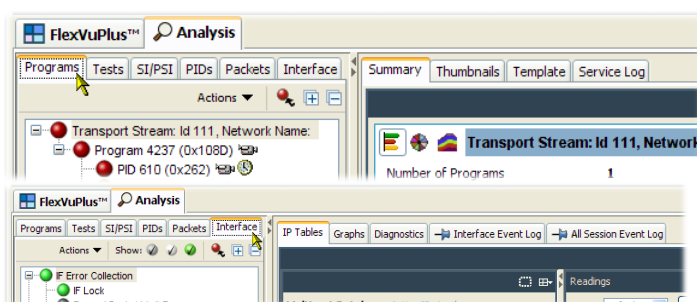 FlexVuPlus™ Analysis
Programs Tests SI/PSI PIDs Packets Interface Summary Thumbnails Template Service Log
Actions
Transport Stream: Id 111, Network Name:
Program 4237 (0x108D)
PID 610 (0x262)
Transport Stream: Id 111, Network
Number of Programs 1
FlexVuPlus™ Analysis
Programs Tests SI/PSI PIDs Packets Interface IP Tables Graphs Diagnostics Interface Event Log All Session Event Log
Actions Show:
IF Error Collection
IF Lock
Readings